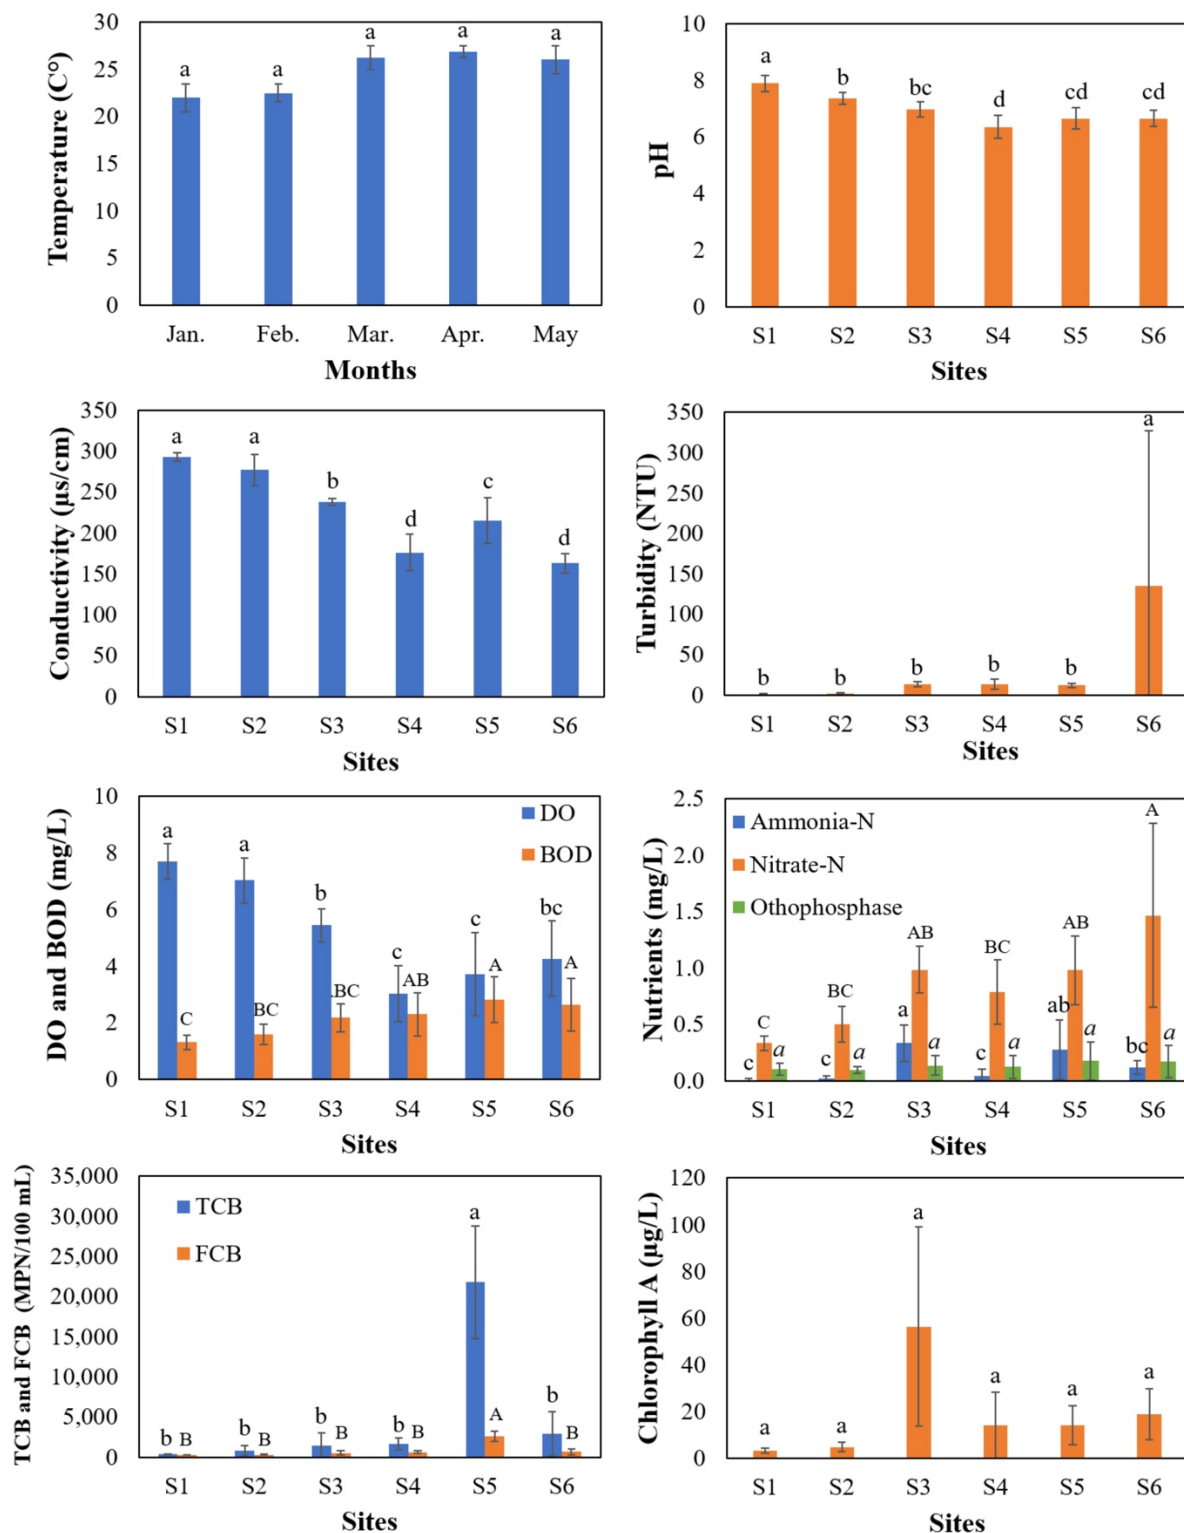 Temperature (C°)
30
25
20
15
10
5
0
a a a a a
Jan. Feb. Mar. Apr. May
Months
pH
10
8
6
4
2
0
a b bc d cd cd
S1 S2 S3 S4 S5 S6
Sites
Conductivity (µs/cm)
350
300
250
200
150
100
50
0
a a b d c d
S1 S2 S3 S4 S5 S6
Sites
Turbidity (NTU)
350
300
250
200
150
100
50
0
b b b b b a
S1 S2 S3 S4 S5 S6
Sites
DO and BOD (mg/L)
10
8
6
4
2
0
DO
BOD
a a b c c bc
C BC ABC AB A A
S1 S2 S3 S4 S5 S6
Sites
Nutrients (mg/L)
2.5
2.0
1.5
1.0
0.5
0.0
Ammonia-N
Nitrate-N
Othophosphase
C BC AB BC AB A
c c a c ab bc
a a a a a a
S1 S2 S3 S4 S5 S6
Sites
TCB and FCB (MPN/100 mL)
35,000
30,000
25,000
20,000
15,000
10,000
5,000
0
TCB
FCB
b B b B b B b B a A b B
S1 S2 S3 S4 S5 S6
Sites
Chlorophyll A (µg/L)
120
100
80
60
40
20
0
a a a a a a
S1 S2 S3 S4 S5 S6
Sites